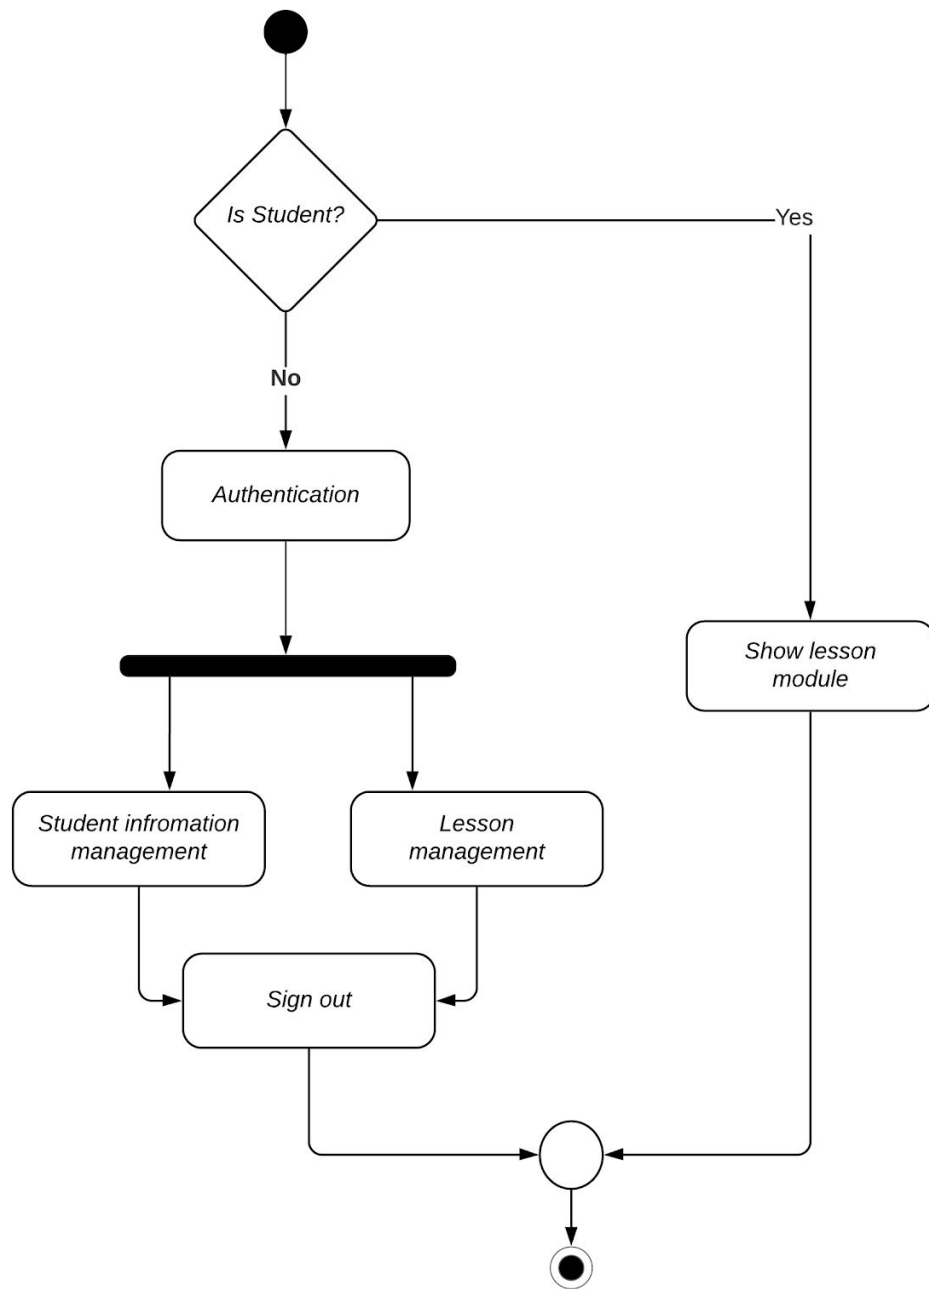 Is Student?
Yes
No
Authentication
Show lesson
module
Student infromation
management
Lesson
management
Sign out